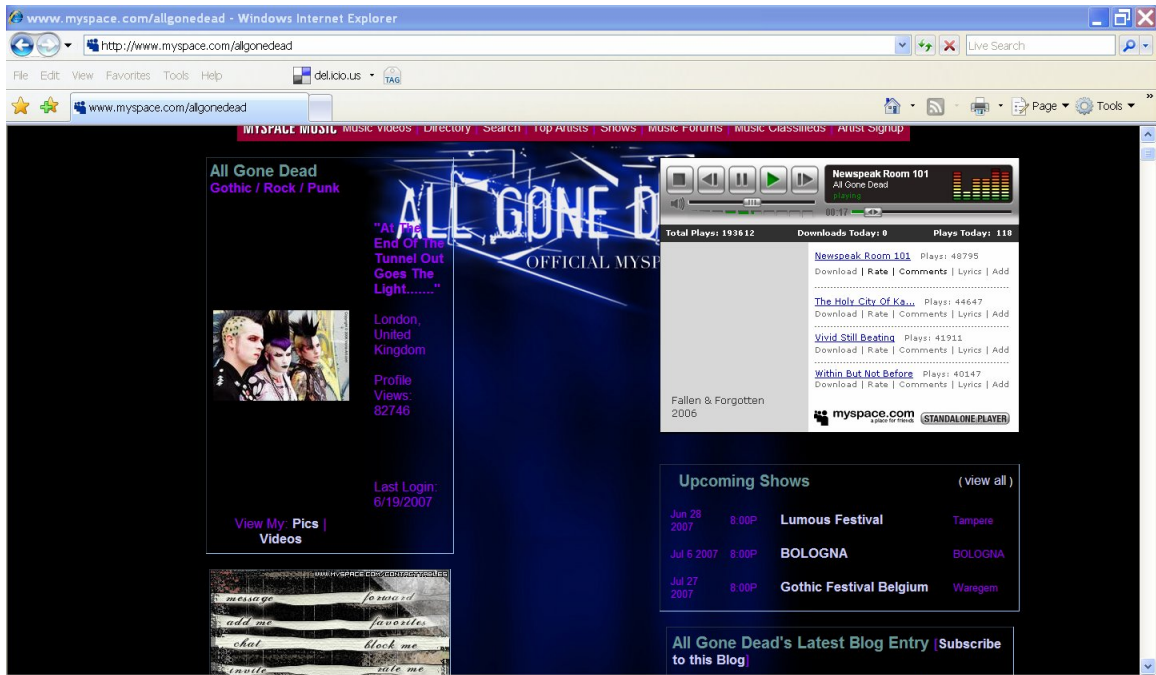 www.myspace.com/allgonedead - Windows Internet Explorer
http://www.myspace.com/allgonedead
Live Search
File Edit View Favorites Tools Help
del.icio.us
TAG
www.myspace.com/allgonedead
Page
Tools
MYSPACE MUSIC Music Videos | Directory | Search | Top Artists | Shows | Music Forums | Music Classifieds | Artist Signup
All Gone Dead
Gothic / Rock / Punk
"At The
End Of The
Tunnel Out
Goes The
Light......."
London,
United
Kingdom
Profile
Views:
82746
Last Login:
6/19/2007
View My: Pics |
Videos
ALL GONE D
OFFICIAL MYSP
Newspeak Room 101
All Gone Dead
playing
00:17
Total Plays: 193612 Downloads Today: 0 Plays Today: 118
Newspeak Room 101 Plays: 48795
Download | Rate | Comments | Lyrics | Add
The Holy City Of Ka... Plays: 44647
Download | Rate | Comments | Lyrics | Add
Vivid Still Beating Plays: 41911
Download | Rate | Comments | Lyrics | Add
Within But Not Before Plays: 40147
Download | Rate | Comments | Lyrics | Add
Fallen & Forgotten
2006
myspace.com
a place for friends
STANDALONE PLAYER
Upcoming Shows ( view all )
Jun 28 2007 8:00P Lumous Festival Tampere
Jul 6 2007 8:00P BOLOGNA BOLOGNA
Jul 27 2007 8:00P Gothic Festival Belgium Waregem
All Gone Dead's Latest Blog Entry [Subscribe
to this Blog]
message forward
add me favorites
chat block me
invite rate me